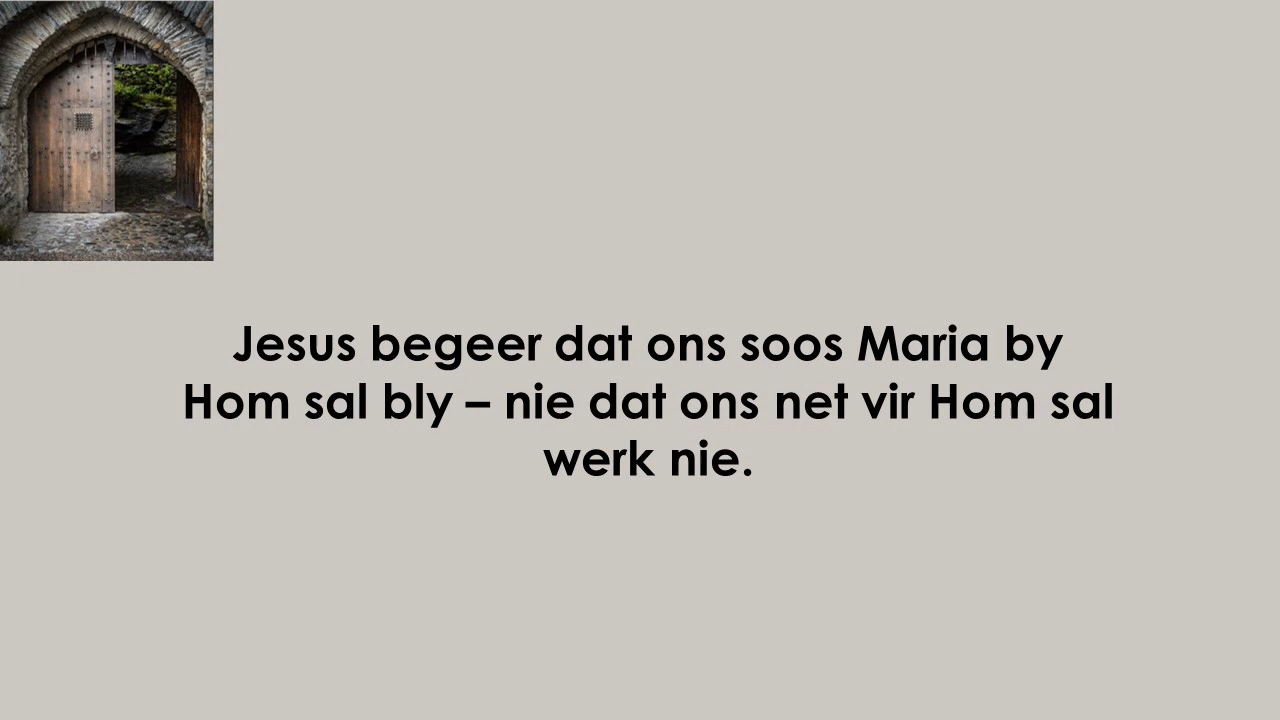 Jesus begeer dat ons soos Maria by
Hom sal bly – nie dat ons net vir Hom sal
werk nie.